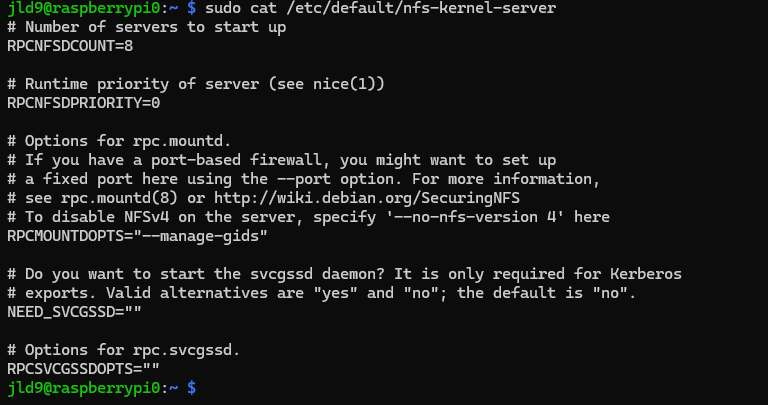 jld9@raspberrypi0:~ $ sudo cat /etc/default/nfs-kernel-server
# Number of servers to start up
RPCNFSDCOUNT=8
# Runtime priority of server (see nice(1))
RPCNFSDPRIORITY=0
# Options for rpc.mountd.
# If you have a port-based firewall, you might want to set up
# a fixed port here using the --port option. For more information,
# see rpc.mountd(8) or http://wiki.debian.org/SecuringNFS
# To disable NFSv4 on the server, specify '--no-nfs-version 4' here
RPCMOUNTDOPTS="--manage-gids"
# Do you want to start the svcgssd daemon? It is only required for Kerberos
# exports. Valid alternatives are "yes" and "no"; the default is "no".
NEED_SVCGSSD=""
# Options for rpc.svcgssd.
RPCSVCGSSDOPTS=""
jld9@raspberrypi0:~ $